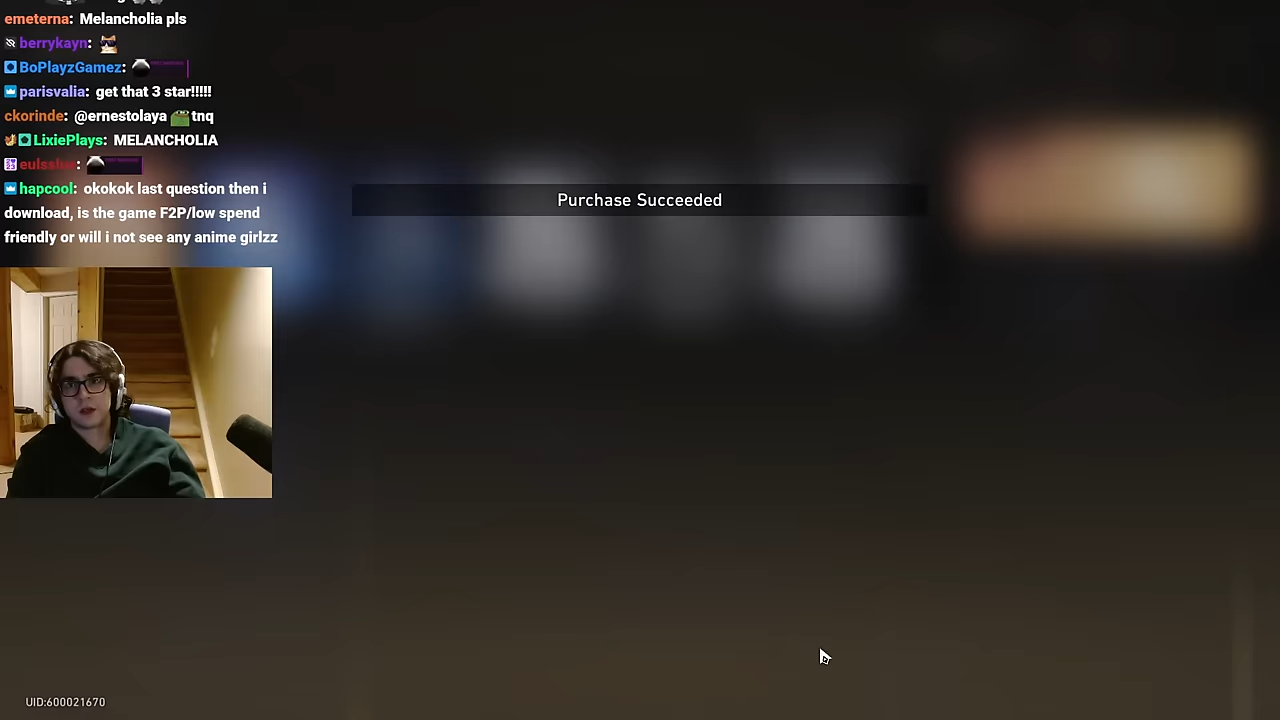 emeterna: Melancholia pls
berrykayn:
BoPlayzGamez:
parisvalia: get that 3 star!!!!!
ckorinde: @ernestolaya tnq
LixiePlays: MELANCHOLIA
hapcool: okokok last question then i
download, is the game F2P/low spend
friendly or will i not see any anime girlzz
Purchase Succeeded
UID:600021670